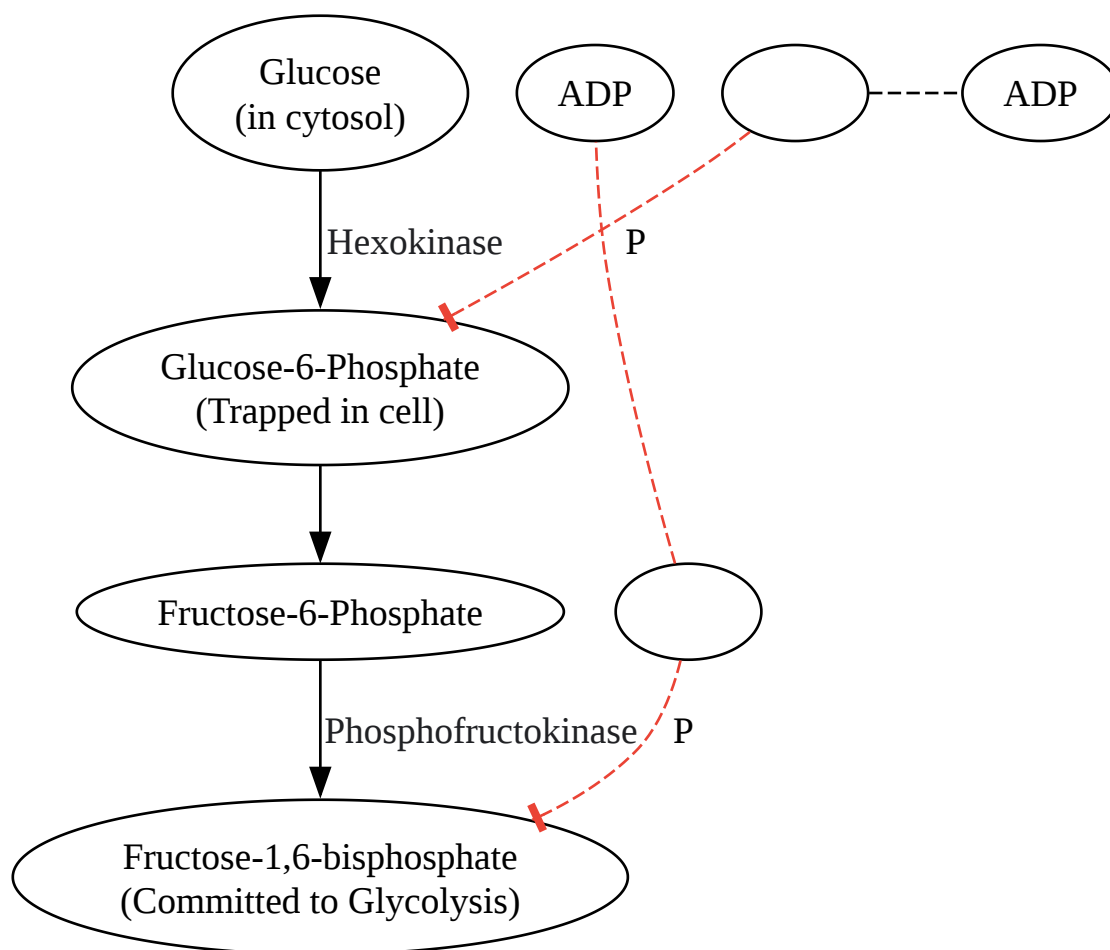 Glucose
(in cytosol)
ADP
ADP
Hexokinase
P
Glucose-6-Phosphate
(Trapped in cell)
Fructose-6-Phosphate
Phosphofructokinase
P
Fructose-1,6-bisphosphate
(Committed to Glycolysis)